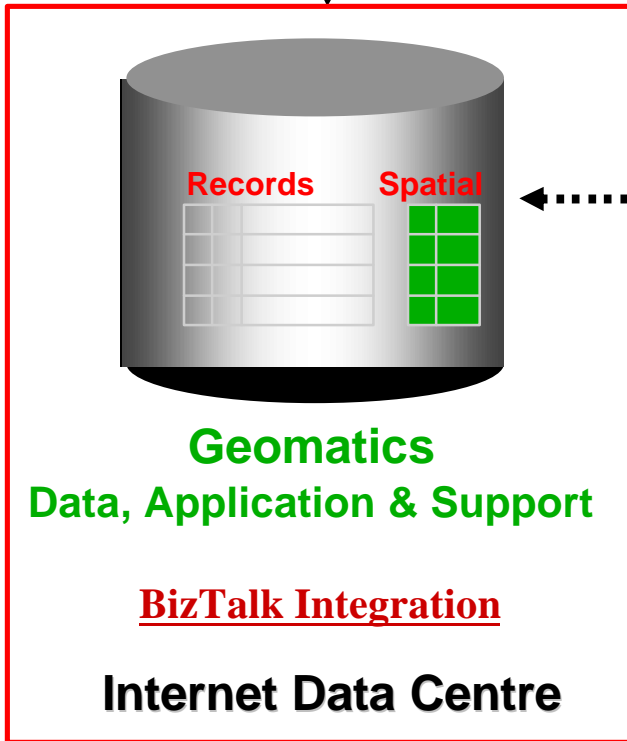 Records Spatial
Geomatics
Data, Application & Support
BizTalk Integration
Internet Data Centre